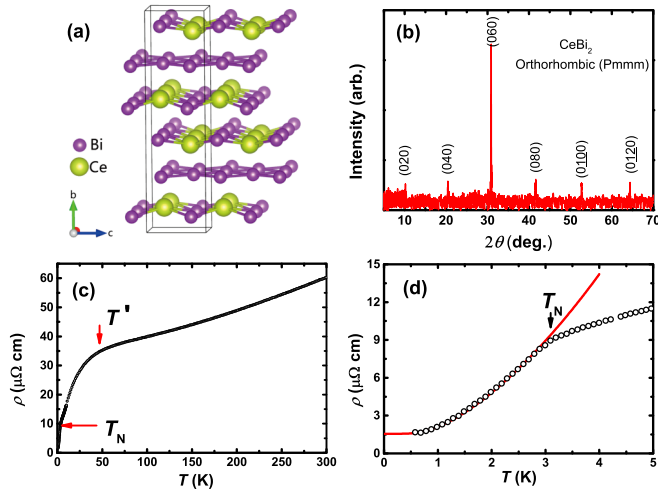 (a)
Bi
Ce
b
c
(b)
CeBi2
Orthorhombic (Pmmm)
(020)
(040)
(060)
(080)
(0100)
(0120)
Intensity (arb.)
10 20 30 40 50 60 70
2θ (deg.)
(c)
T'
TN
ρ (μΩ cm)
60
50
40
30
20
10
0
0 50 100 150 200 250 300
T (K)
(d)
TN
ρ (μΩ cm)
15
12
9
6
3
0
0 1 2 3 4 5
T (K)